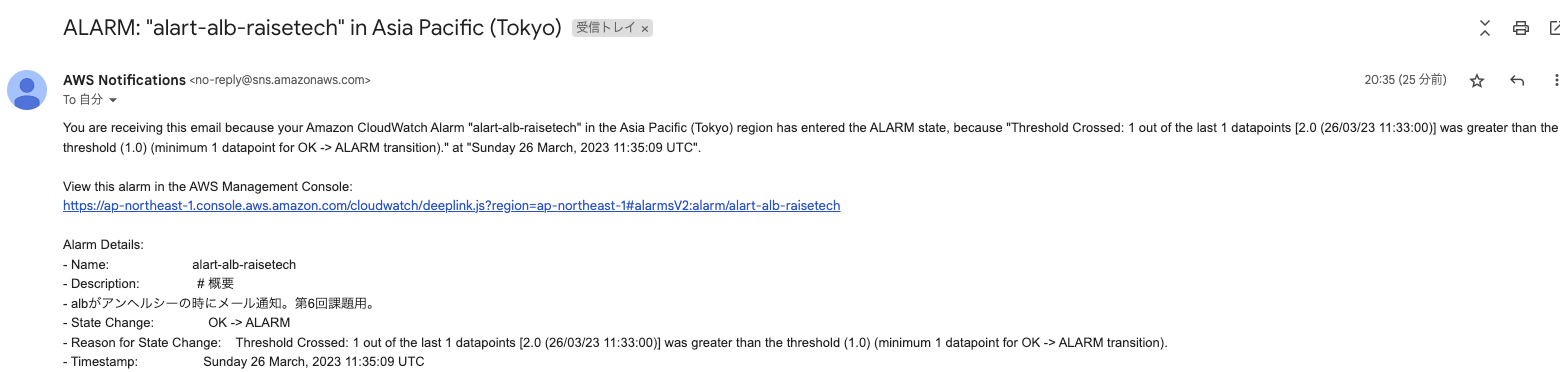 ALARM: "alart-alb-raisetech" in Asia Pacific (Tokyo) 受信トレイ ×
AWS Notifications <no-reply@sns.amazonaws.com> 20:35 (25 分前)
To 自分
You are receiving this email because your Amazon CloudWatch Alarm "alart-alb-raisetech" in the Asia Pacific (Tokyo) region has entered the ALARM state, because "Threshold Crossed: 1 out of the last 1 datapoints [2.0 (26/03/23 11:33:00)] was greater than the
threshold (1.0) (minimum 1 datapoint for OK -> ALARM transition)." at "Sunday 26 March, 2023 11:35:09 UTC".
View this alarm in the AWS Management Console:
https://ap-northeast-1.console.aws.amazon.com/cloudwatch/deeplink.js?region=ap-northeast-1#alarmsV2:alarm/alart-alb-raisetech
Alarm Details:
- Name: alart-alb-raisetech
- Description: # 概要
- albがアンヘルシーの時にメール通知。第6回課題用。
- State Change: OK -> ALARM
- Reason for State Change: Threshold Crossed: 1 out of the last 1 datapoints [2.0 (26/03/23 11:33:00)] was greater than the threshold (1.0) (minimum 1 datapoint for OK -> ALARM transition).
- Timestamp: Sunday 26 March, 2023 11:35:09 UTC